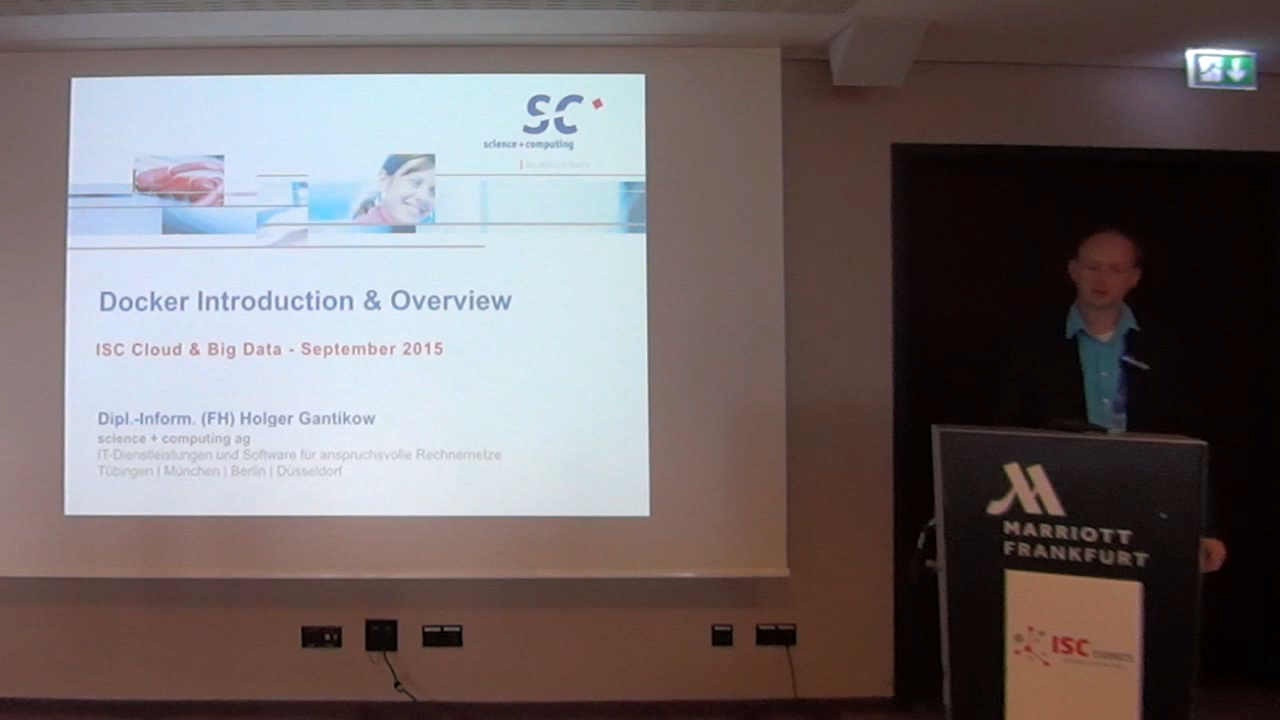 SC
science + computing
Docker Introduction & Overview
ISC Cloud & Big Data - September 2015
Dipl.-Inform. (FH) Holger Gantikow
science + computing ag
IT-Dienstleistungen und Software für anspruchsvolle Rechnernetze
Tübingen | München | Berlin | Düsseldorf
MARRIOTT
FRANKFURT
ISC